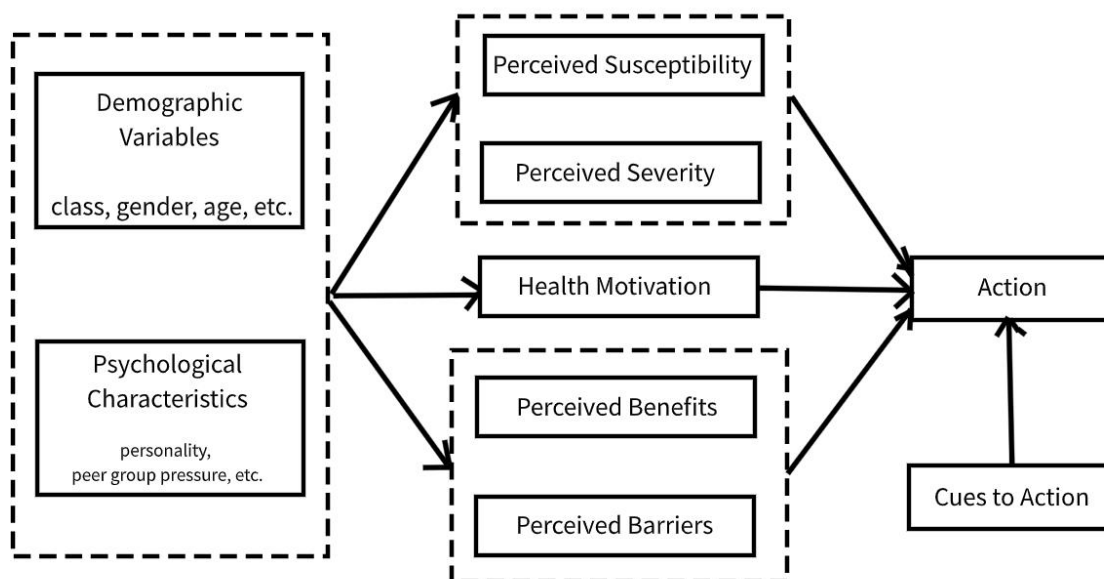 Demographic
Variables
class, gender, age, etc.
Psychological
Characteristics
personality,
peer group pressure, etc.
Perceived Susceptibility
Perceived Severity
Health Motivation
Perceived Benefits
Perceived Barriers
Action
Cues to Action